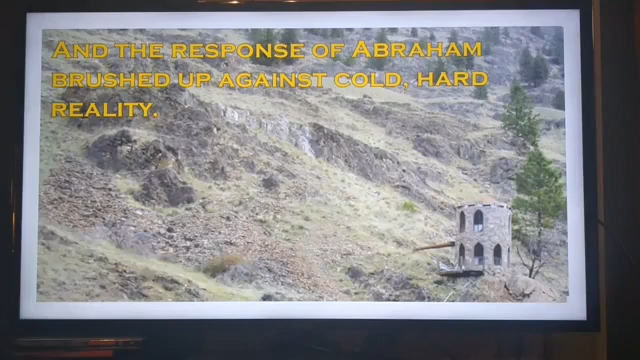 And the response of Abraham
brushed up against cold, hard
reality.